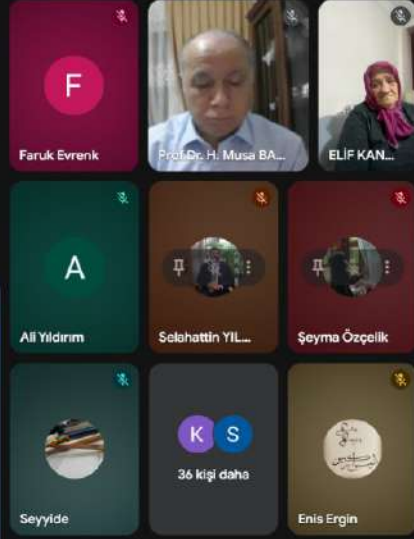 F
Faruk Evrenk
Prof.Dr. H. Musa BA...
ELİF KAN...
A
Ali Yıldırım
Selahattin YIL...
Şeyma Özçelik
Seyyide
K S
36 kişi daha
Enis Ergin